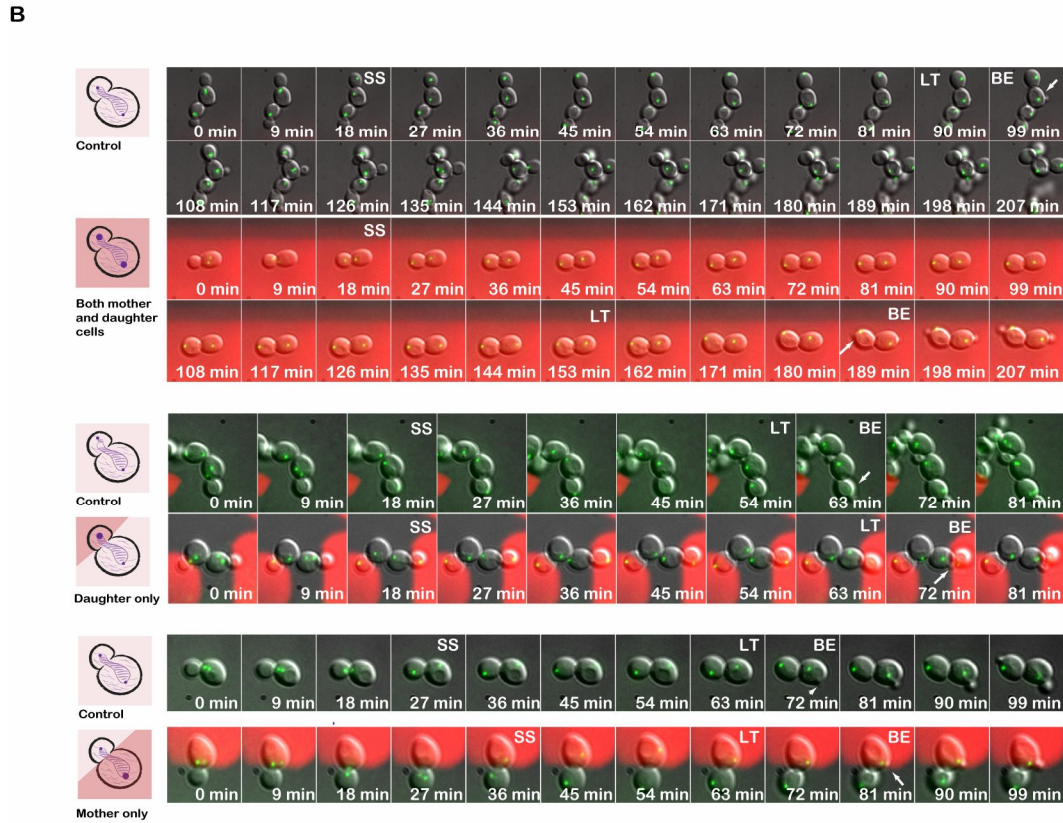 B
SS LT BE
0 min 9 min 18 min 27 min 36 min 45 min 54 min 63 min 72 min 81 min 90 min 99 min
Control
108 min 117 min 126 min 135 min 144 min 153 min 162 min 171 min 180 min 189 min 198 min 207 min
SS
0 min 9 min 18 min 27 min 36 min 45 min 54 min 63 min 72 min 81 min 90 min 99 min
Both mother
and daughter
cells
LT BE
108 min 117 min 126 min 135 min 144 min 153 min 162 min 171 min 180 min 189 min 198 min 207 min
SS LT BE
0 min 9 min 18 min 27 min 36 min 45 min 54 min 63 min 72 min 81 min
Control
SS LT BE
0 min 9 min 18 min 27 min 36 min 45 min 54 min 63 min 72 min 81 min
Daughter only
SS LT BE
0 min 9 min 18 min 27 min 36 min 45 min 54 min 63 min 72 min 81 min 90 min 99 min
Control
SS LT BE
0 min 9 min 18 min 27 min 36 min 45 min 54 min 63 min 72 min 81 min 90 min 99 min
Mother only